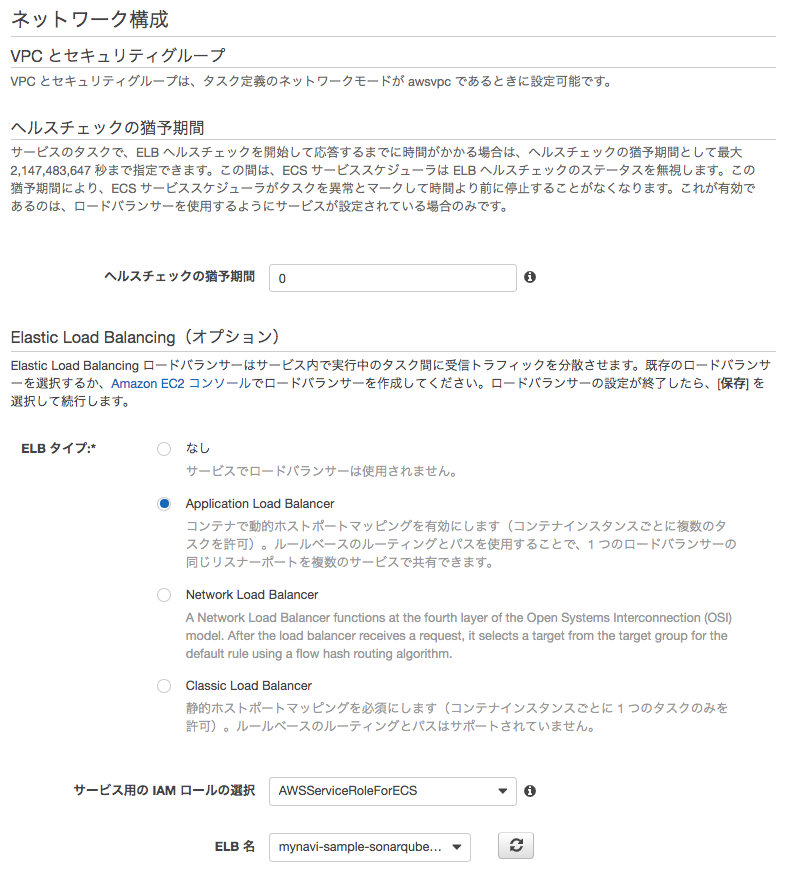 ネットワーク構成
VPC とセキュリティグループ
VPC とセキュリティグループは、タスク定義のネットワークモードが awsvpc であるときに設定可能です。
ヘルスチェックの猶予期間
サービスのタスクで、ELB ヘルスチェックを開始して応答するまでに時間がかかる場合は、ヘルスチェックの猶予期間として最大
2,147,483,647 秒まで指定できます。この間は、ECS サービススケジューラは ELB ヘルスチェックのステータスを無視します。この
猶予期間により、ECS サービススケジューラがタスクを異常とマークして時間より前に停止することがなくなります。これが有効で
あるのは、ロードバランサーを使用するようにサービスが設定されている場合のみです。
ヘルスチェックの猶予期間 0
Elastic Load Balancing（オプション）
Elastic Load Balancing ロードバランサーはサービス内で実行中のタスク間に受信トラフィックを分散させます。既存のロードバランサ
ーを選択するか、Amazon EC2 コンソールでロードバランサーを作成してください。ロードバランサーの設定が終了したら、[保存] を
選択して続行します。
ELB タイプ:* なし
サービスでロードバランサーは使用されません。
Application Load Balancer
コンテナで動的ホストポートマッピングを有効にします（コンテナインスタンスごとに複数のタ
スクを許可）。ルールベースのルーティングとパスを使用することで、1 つのロードバランサーの
同じリスナーポートを複数のサービスで共有できます。
Network Load Balancer
A Network Load Balancer functions at the fourth layer of the Open Systems Interconnection (OSI)
model. After the load balancer receives a request, it selects a target from the target group for the
default rule using a flow hash routing algorithm.
Classic Load Balancer
静的ホストポートマッピングを必須にします（コンテナインスタンスごとに 1 つのタスクのみを
許可）。ルールベースのルーティングとパスはサポートされていません。
サービス用の IAM ロールの選択 AWSServiceRoleForECS
ELB 名 mynavi-sample-sonarqube...